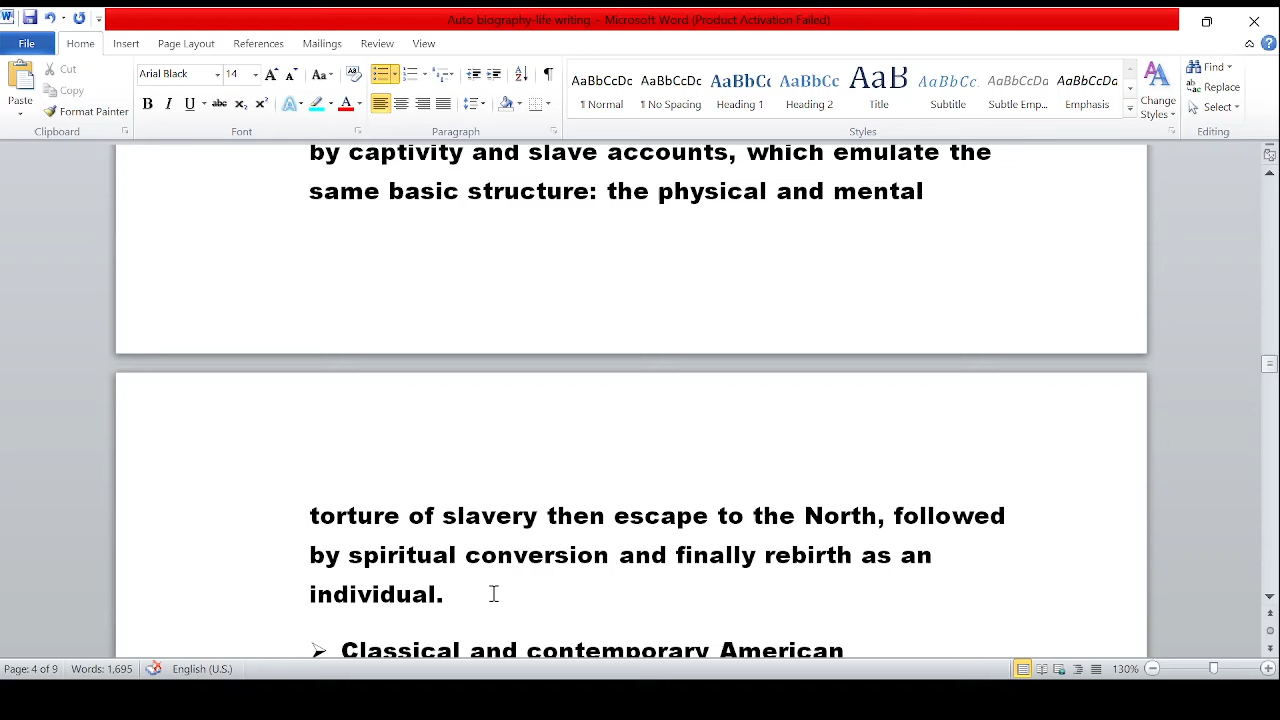 Auto biography-life writing - Microsoft Word (Product Activation Failed)
File Home Insert Page Layout References Mailings Review View
Paste
Cut
Copy
Format Painter
Clipboard
Arial Black 14
Font
Paragraph
AaBbCcDc AaBbCcDc AaBbCc AaBbCc AaB AaBbCc. AaBbCcDc AaBbCcDc
¶ Normal ¶ No Spacing Heading 1 Heading 2 Title Subtitle Subtle Em... Emphasis
Change Styles
Styles
Find
Replace
Select
Editing
by captivity and slave accounts, which emulate the
same basic structure: the physical and mental
torture of slavery then escape to the North, followed
by spiritual conversion and finally rebirth as an
individual.
➢ Classical and contemporary American
Page: 4 of 9 Words: 1,695 English (U.S.) 130%